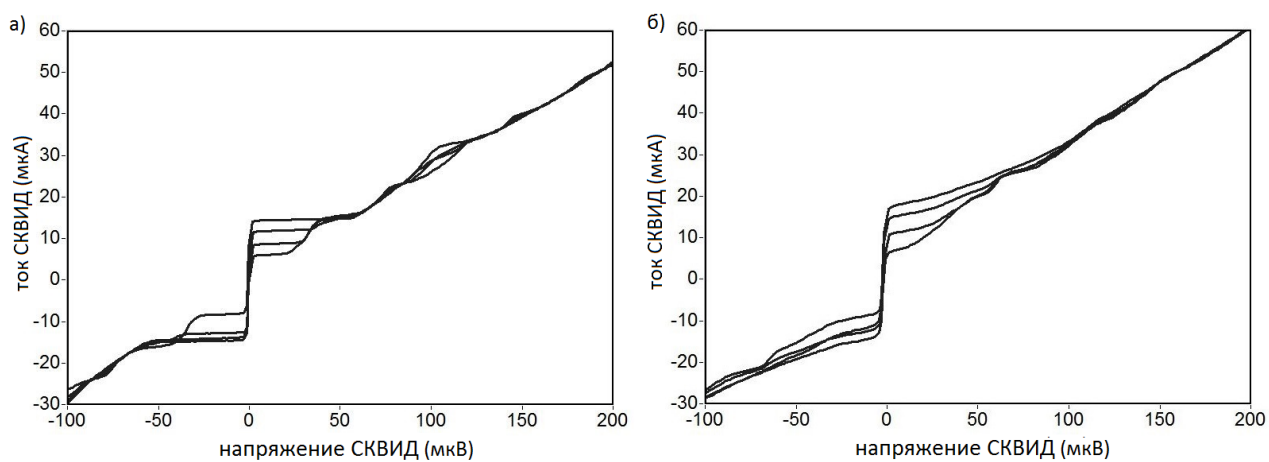 а)
60-
50-
40-
30-
20-
10-
0-
-10-
-20-
-30-
-100 -50 0 50 100 150 200
ток СКВИД (мкА)
напряжение СКВИД (мкВ)
б)
60-
50-
40-
30-
20-
10-
0-
-10-
-20-
-30-
-100 -50 0 50 100 150 200
ток СКВИД (мкА)
напряжение СКВИД (мкВ)